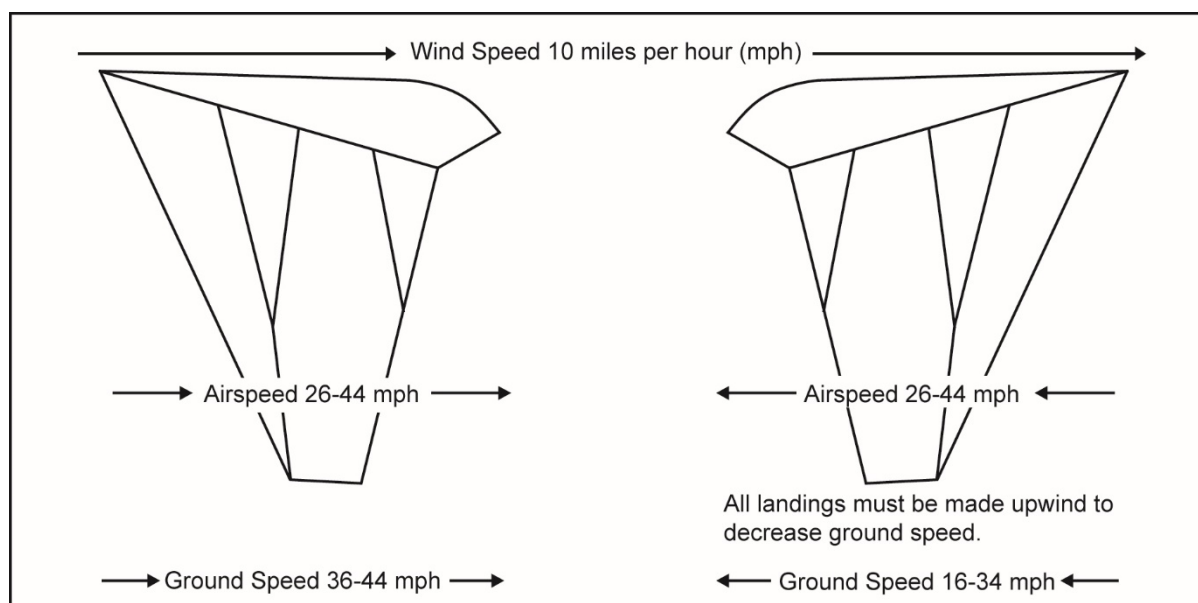 Wind Speed 10 miles per hour (mph)
Airspeed 26-44 mph
Airspeed 26-44 mph
All landings must be made upwind to
decrease ground speed.
Ground Speed 36-44 mph
Ground Speed 16-34 mph